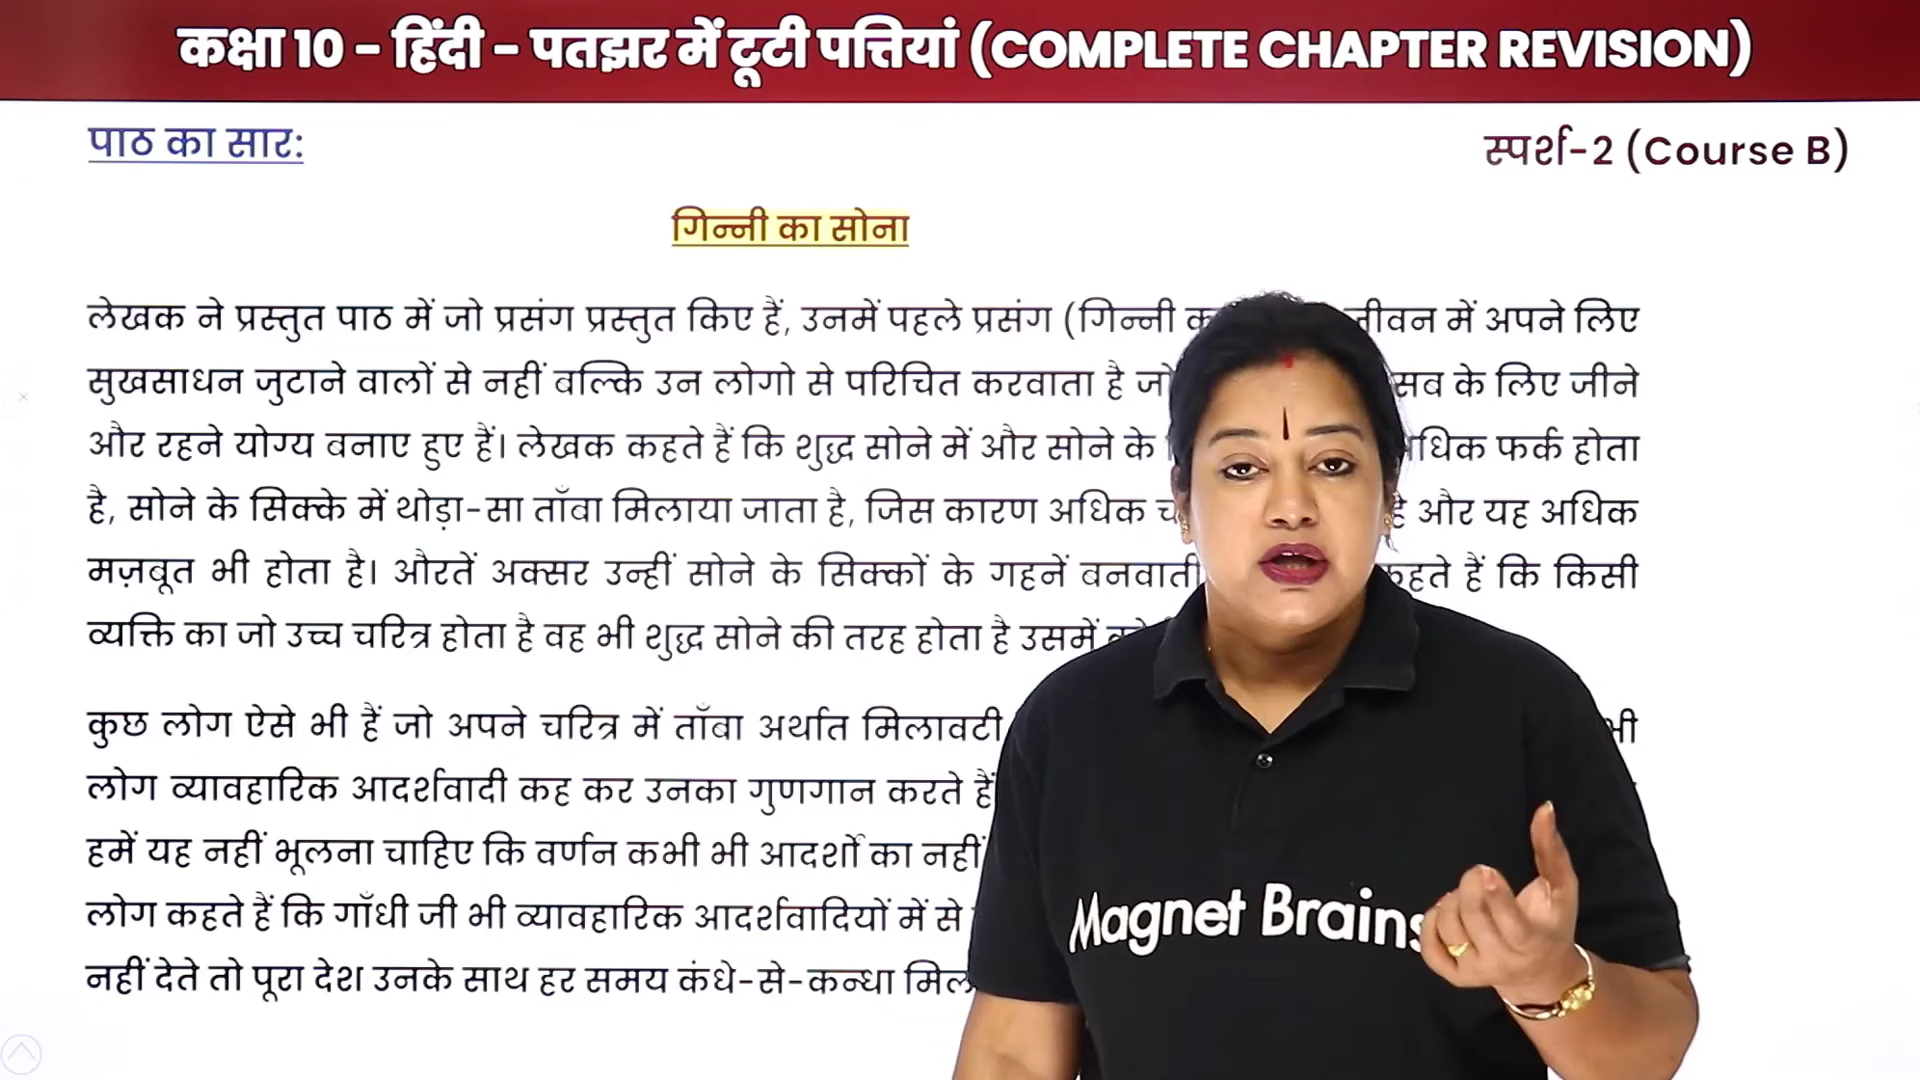 कक्षा 10 - हिंदी - पतझर में टूटी पत्तियां (COMPLETE CHAPTER REVISION)
पाठ का सार:
स्पर्श-2 (Course B)
गिन्नी का सोना
लेखक ने प्रस्तुत पाठ में जो प्रसंग प्रस्तुत किए हैं, उनमें पहले प्रसंग (गिन्नी जीवन में अपने लिए
सुखसाधन जुटाने वालों से नहीं बल्कि उन लोगो से परिचित करवाता है जो सब के लिए जीने
और रहने योग्य बनाए हुए हैं। लेखक कहते हैं कि शुद्ध सोने में और सोने के फर्क होता
है, सोने के सिक्के में थोड़ा-सा ताँबा मिलाया जाता है, जिस कारण अधिक है और यह अधिक
मज़बूत भी होता है। औरतें अक्सर उन्हीं सोने के सिक्कों के गहनें बनवाती कहते हैं कि किसी
व्यक्ति का जो उच्च चरित्र होता है वह भी शुद्ध सोने की तरह होता है उसमें
कुछ लोग ऐसे भी हैं जो अपने चरित्र में ताँबा अर्थात मिलावटी
लोग व्यावहारिक आदर्शवादी कह कर उनका गुणगान करते हैं
हमें यह नहीं भूलना चाहिए कि वर्णन कभी भी आदर्शों का नहीं
लोग कहते हैं कि गाँधी जी भी व्यावहारिक आदर्शवादियों में से
नहीं देते तो पूरा देश उनके साथ हर समय कंधे-से-कन्धा
Magnet Brains